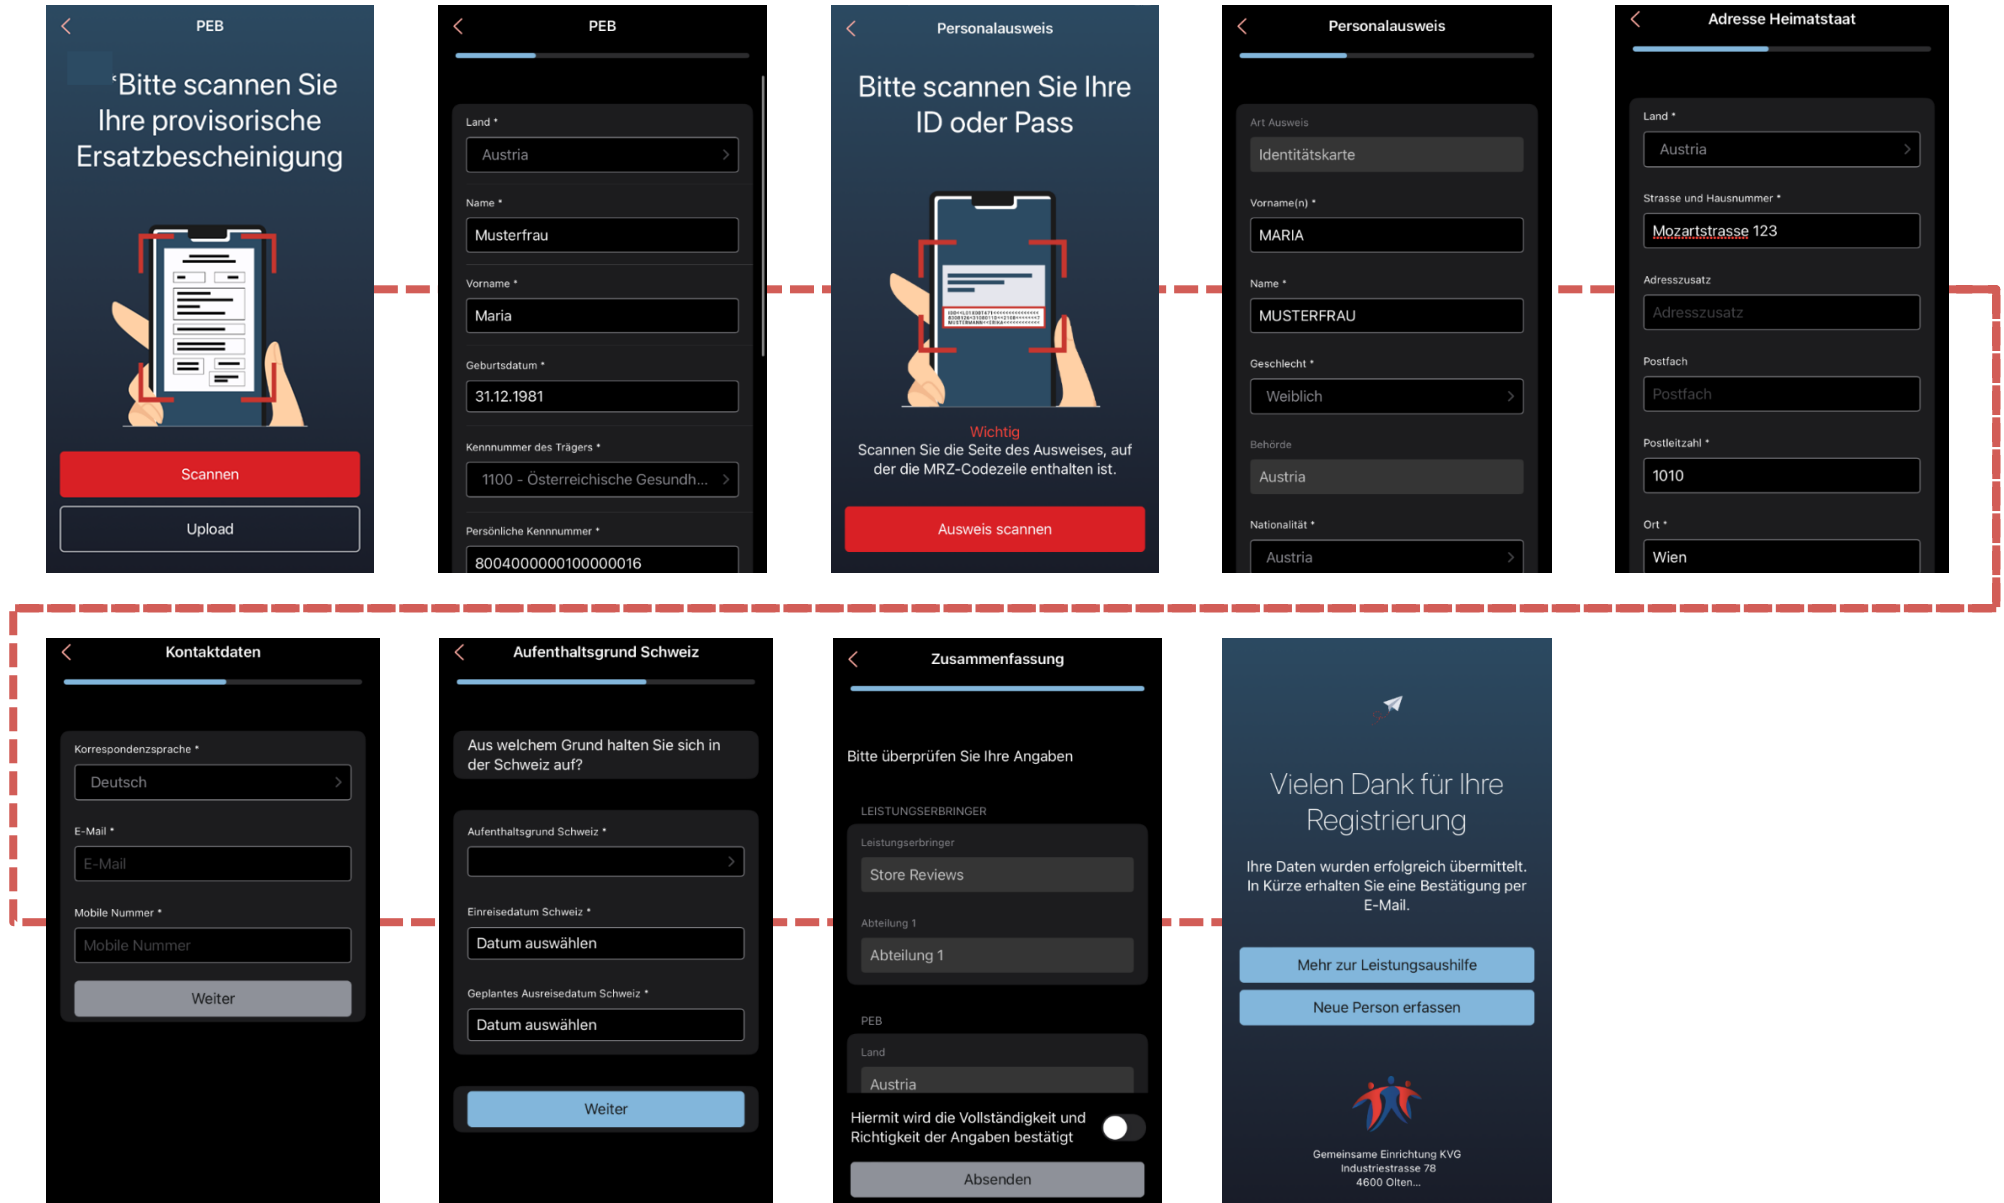 PEB
‘Bitte scannen Sie
Ihre provisorische
Ersatzbescheinigung
Scannen
Upload
PEB
Land *
Austria
Name *
Musterfrau
Vorname *
Maria
Geburtsdatum *
31.12.1981
Kennnummer des Trägers *
1100 - Österreichische Gesundh...
Persönliche Kennnummer *
8004000000100000016
Personalausweis
Bitte scannen Sie Ihre
ID oder Pass
Wichtig
Scannen Sie die Seite des Ausweises, auf
der die MRZ-Codezeile enthalten ist.
Ausweis scannen
Personalausweis
Art Ausweis
Identitätskarte
Vorname(n) *
MARIA
Name *
MUSTERFRAU
Geschlecht *
Weiblich
Behörde
Austria
Nationalität *
Austria
Adresse Heimatstaat
Land *
Austria
Strasse und Hausnummer *
Mozartstrasse 123
Adresszusatz
Adresszusatz
Postfach
Postfach
Postleitzahl *
1010
Ort *
Wien
Kontaktdaten
Korrespondenzsprache *
Deutsch
E-Mail *
E-Mail
Mobile Nummer *
Mobile Nummer
Weiter
Aufenthaltsgrund Schweiz
Aus welchem Grund halten Sie sich in
der Schweiz auf?
Aufenthaltsgrund Schweiz *
Einreisedatum Schweiz *
Datum auswählen
Geplantes Ausreisedatum Schweiz *
Datum auswählen
Weiter
Zusammenfassung
Bitte überprüfen Sie Ihre Angaben
LEISTUNGSERBRINGER
Leistungserbringer
Store Reviews
Abteilung 1
Abteilung 1
PEB
Land
Austria
Hiermit wird die Vollständigkeit und
Richtigkeit der Angaben bestätigt
Absenden
Vielen Dank für Ihre
Registrierung
Ihre Daten wurden erfolgreich übermittelt.
In Kürze erhalten Sie eine Bestätigung per
E-Mail.
Mehr zur Leistungsaushilfe
Neue Person erfassen
Gemeinsame Einrichtung KVG
Industriestrasse 78
4600 Olten...